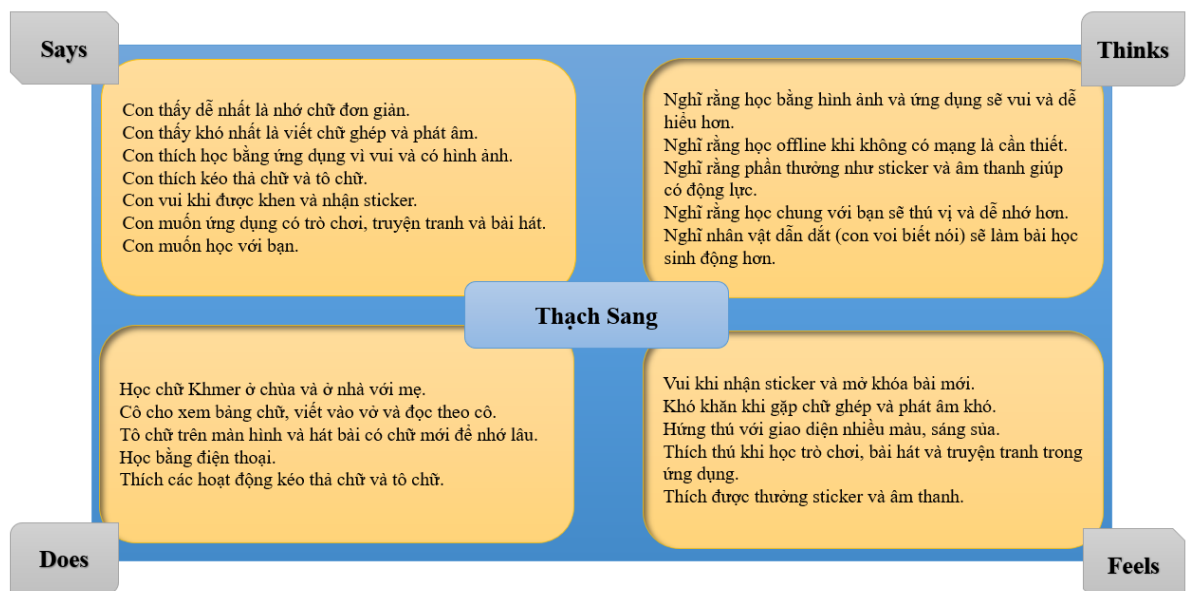 Says
Con thấy dễ nhất là nhớ chữ đơn giản.
Con thấy khó nhất là viết chữ ghép và phát âm.
Con thích học bằng ứng dụng vì vui và có hình ảnh.
Con thích kéo thả chữ và tô chữ.
Con vui khi được khen và nhận sticker.
Con muốn ứng dụng có trò chơi, truyện tranh và bài hát.
Con muốn học với bạn.
Thinks
Nghĩ rằng học bằng hình ảnh và ứng dụng sẽ vui và dễ
hiểu hơn.
Nghĩ rằng học offline khi không có mạng là cần thiết.
Nghĩ rằng phần thưởng như sticker và âm thanh giúp
có động lực.
Nghĩ rằng học chung với bạn sẽ thú vị và dễ nhớ hơn.
Nghĩ nhân vật dẫn dắt (con voi biết nói) sẽ làm bài học
sinh động hơn.
Thạch Sang
Học chữ Khmer ở chùa và ở nhà với mẹ.
Cô cho xem bảng chữ, viết vào vở và đọc theo cô.
Tô chữ trên màn hình và hát bài có chữ mới để nhớ lâu.
Học bằng điện thoại.
Thích các hoạt động kéo thả chữ và tô chữ.
Does
Vui khi nhận sticker và mở khóa bài mới.
Khó khăn khi gặp chữ ghép và phát âm khó.
Hứng thú với giao diện nhiều màu, sáng sủa.
Thích thú khi học trò chơi, bài hát và truyện tranh trong
ứng dụng.
Thích được thưởng sticker và âm thanh.
Feels